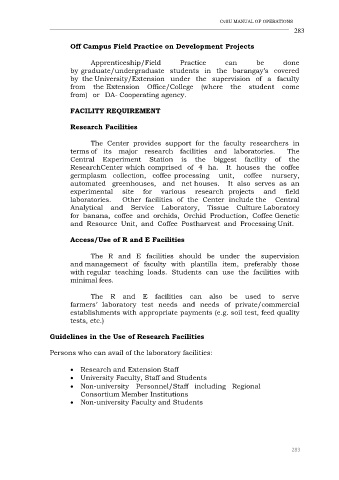 CvSU MANUAL OF OPERATIONS
283
Off Campus Field Practice on Development Projects
Apprenticeship/Field Practice can be done
by graduate/undergraduate students in the barangay's covered
by the University/Extension under the supervision of a faculty
from the Extension Office/College (where the student come
from) or DA- Cooperating agency.
FACILITY REQUIREMENT
Research Facilities
The Center provides support for the faculty researchers in
terms of its major research facilities and laboratories. The
Central Experiment Station is the biggest facility of the
ResearchCenter which comprised of 4 ha. It houses the coffee
germplasm collection, coffee processing unit, coffee nursery,
automated greenhouses, and net houses. It also serves as an
experimental site for various research projects and field
laboratories. Other facilities of the Center include the Central
Analytical and Service Laboratory, Tissue Culture Laboratory
for banana, coffee and orchids, Orchid Production, Coffee Genetic
and Resource Unit, and Coffee Postharvest and Processing Unit.
Access/Use of R and E Facilities
The R and E facilities should be under the supervision
and management of faculty with plantilla item, preferably those
with regular teaching loads. Students can use the facilities with
minimal fees.
The R and E facilities can also be used to serve
farmers' laboratory test needs and needs of private/commercial
establishments with appropriate payments (e.g. soil test, feed quality
tests, etc.)
Guidelines in the Use of Research Facilities
Persons who can avail of the laboratory facilities:
• Research and Extension Staff
• University Faculty, Staff and Students
• Non-university Personnel/Staff including Regional
Consortium Member Institutions
• Non-university Faculty and Students
283